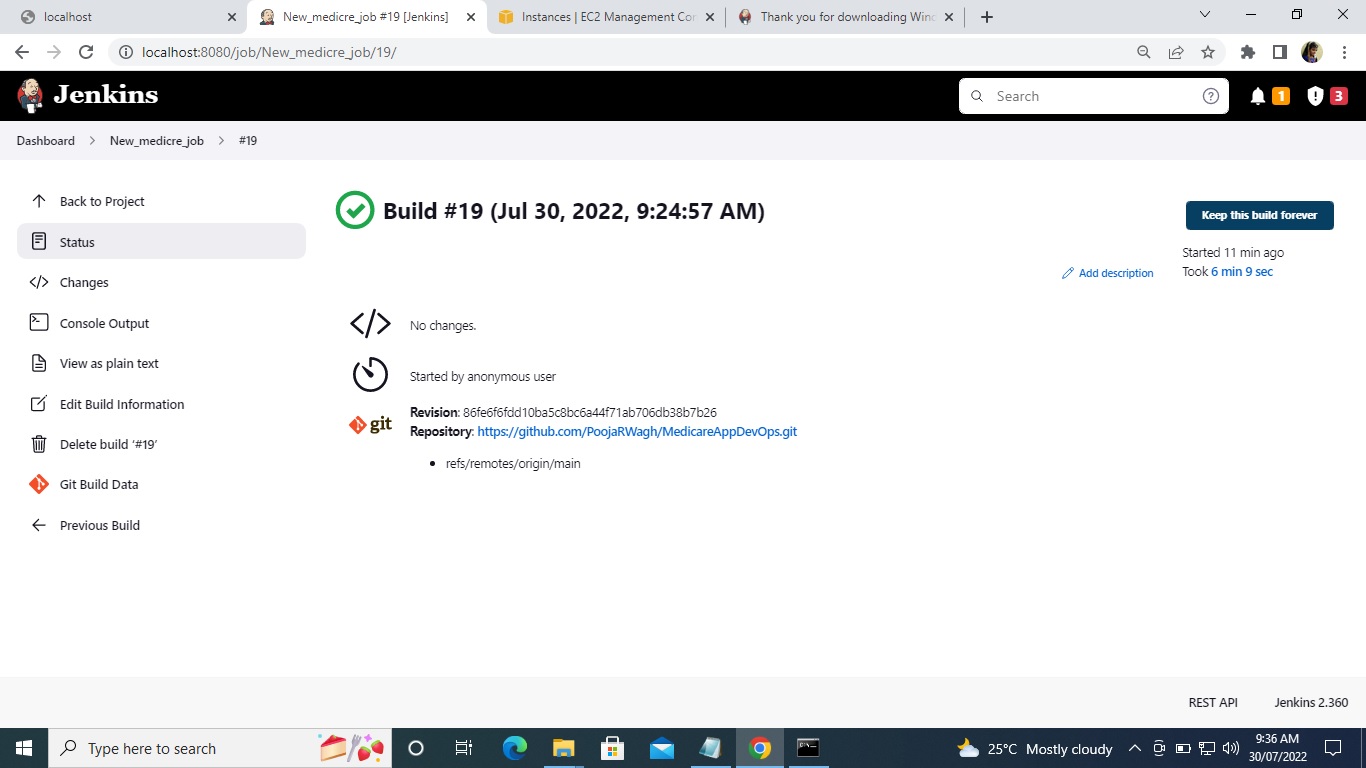 localhost
New_medicre_job #19 [Jenkins]
Instances | EC2 Management Cor
Thank you for downloading Winc
localhost:8080/job/New_medicre_job/19/
Jenkins
Search
1
3
Dashboard
New_medicre_job
#19
Back to Project
Status
Changes
Console Output
View as plain text
Edit Build Information
Delete build ‘#19’
Git Build Data
Previous Build
Build #19 (Jul 30, 2022, 9:24:57 AM)
Keep this build forever
Started 11 min ago
Took 6 min 9 sec
Add description
No changes.
Started by anonymous user
git
Revision: 86fe6f6fdd10ba5c8bc6a44f71ab706db38b7b26
Repository: https://github.com/PoojaRWagh/MedicareAppDevOps.git
refs/remotes/origin/main
REST API
Jenkins 2.360
Type here to search
25°C Mostly cloudy
9:36 AM
30/07/2022